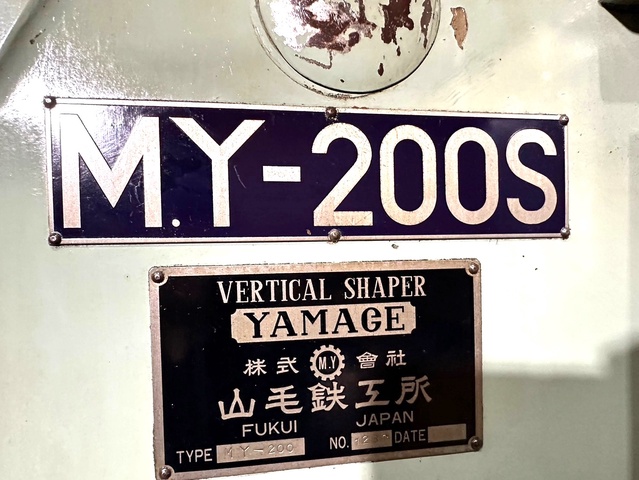 M.Y-200S
VERTICAL SHAPER
YAMAGE
株式 M.Y 會社
山毛鉄工所
FUKUI JAPAN
TYPE MY-200 NO. DATE